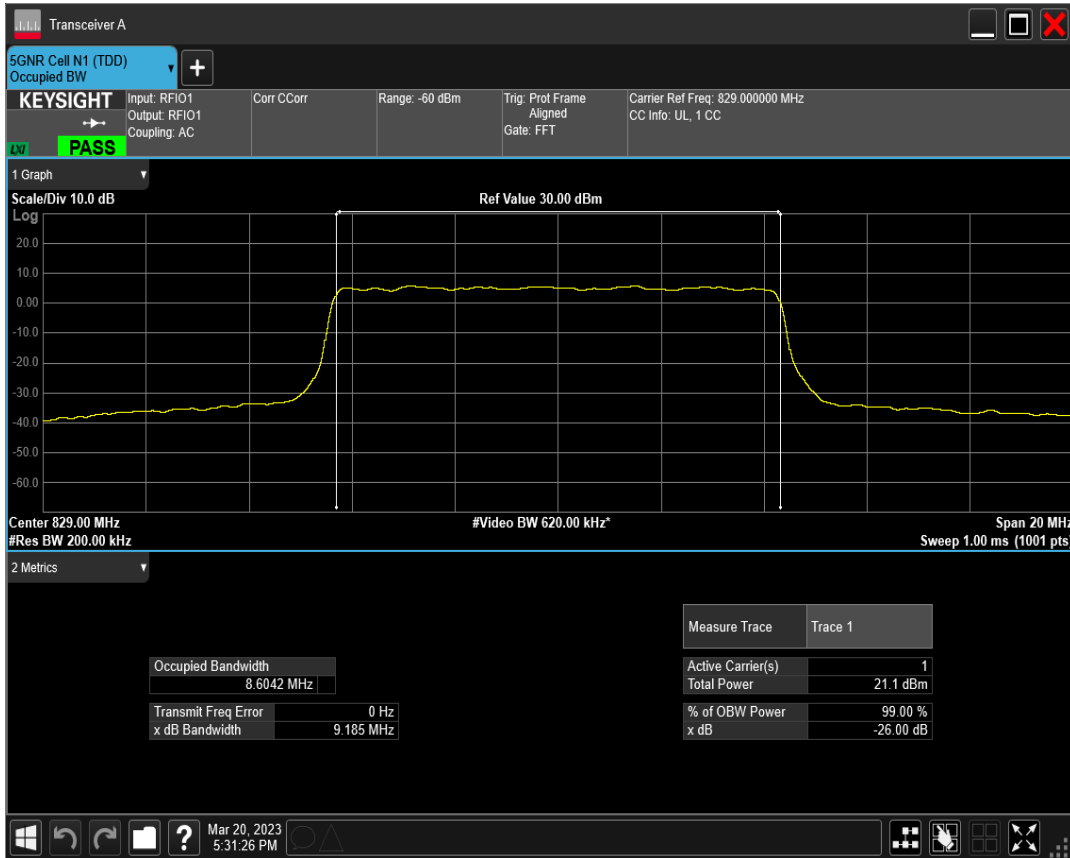 Transceiver A
5GNR Cell N1 (TDD)
Occupied BW
+
KEYSIGHT
LXI
PASS
Input: RFIO1
Output: RFIO1
Coupling: AC
Corr CCorr
Range: -60 dBm
Trig: Prot Frame
Aligned
Gate: FFT
Carrier Ref Freq: 829.000000 MHz
CC Info: UL, 1 CC
1 Graph
Scale/Div 10.0 dB
Ref Value 30.00 dBm
Log
20.0
10.0
0.00
-10.0
-20.0
-30.0
-40.0
-50.0
-60.0
Center 829.00 MHz
#Video BW 620.00 kHz*
Span 20 MHz
#Res BW 200.00 kHz
Sweep 1.00 ms (1001 pts)
2 Metrics
Measure Trace Trace 1
Occupied Bandwidth
8.6042 MHz
Active Carrier(s) 1
Total Power 21.1 dBm
Transmit Freq Error 0 Hz
x dB Bandwidth 9.185 MHz
% of OBW Power 99.00 %
x dB -26.00 dB
?
Mar 20, 2023
5:31:26 PM